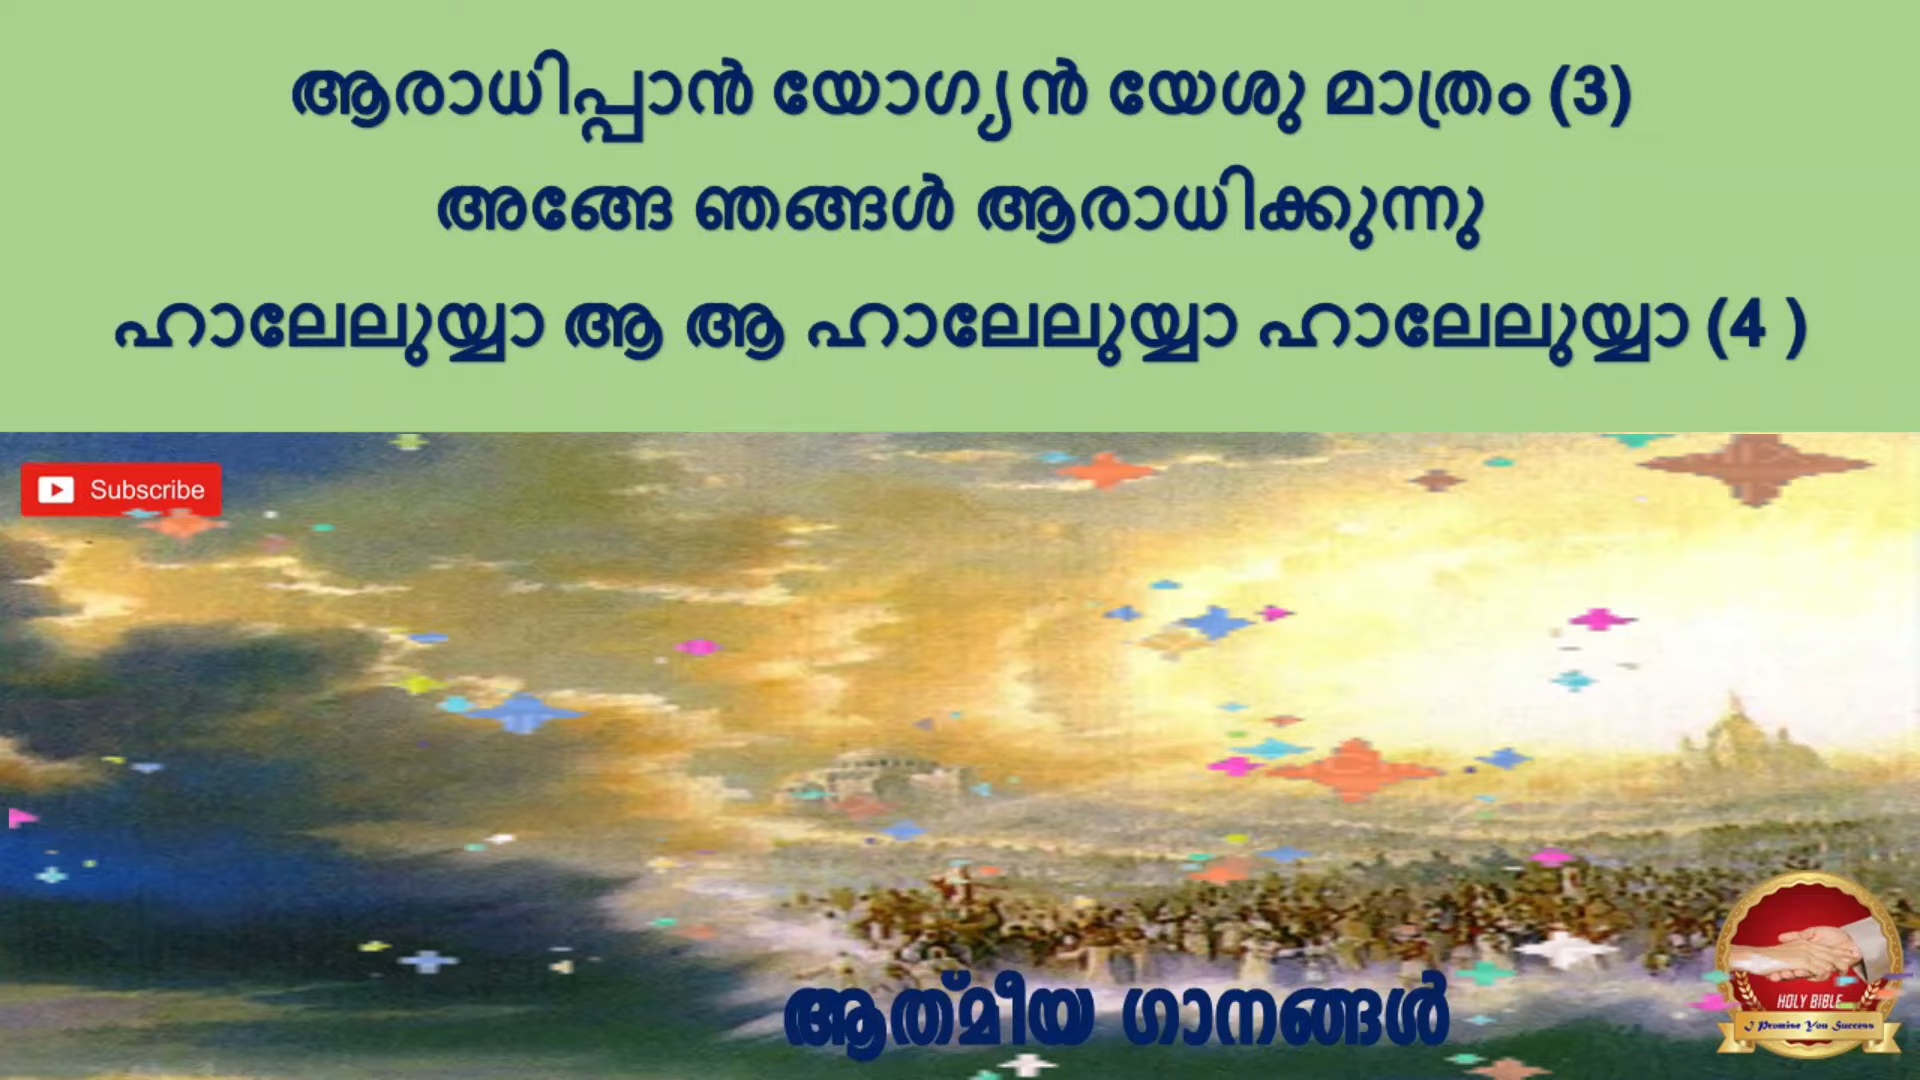 ആരാധിപ്പാൻ യോഗ്യൻ യേശു മാത്രം (3)
അങ്ങേ ഞങ്ങൾ ആരാധിക്കുന്നു
ഹാലേലുയ്യാ ആ ആ ഹാലേലുയ്യാ ഹാലേലുയ്യാ (4 )
Subscribe
ആത്മീയ ഗാനങ്ങൾ
HOLY BIBLE
I Promise You Success